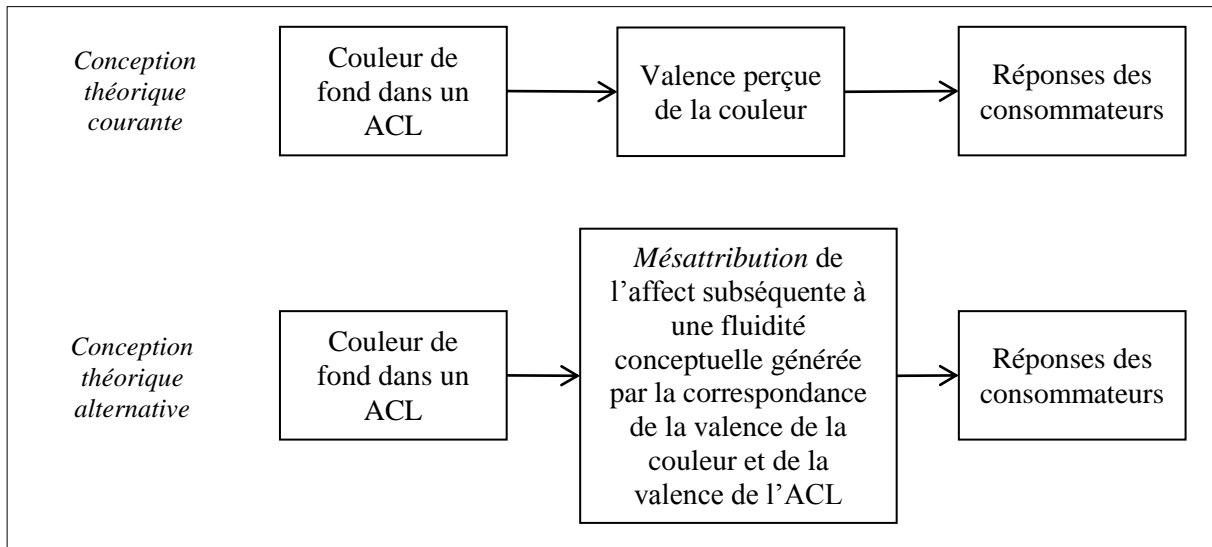 Conception
théorique
courante
Couleur de
fond dans un
ACL
Valence perçue
de la couleur
Réponses des
consommateurs
Conception
théorique
alternative
Couleur de
fond dans un
ACL
Mésattribution de
l’affect subséquente à
une fluidité
conceptuelle générée
par la correspondance
de la valence de la
couleur et de la
valence de l’ACL
Réponses des
consommateurs